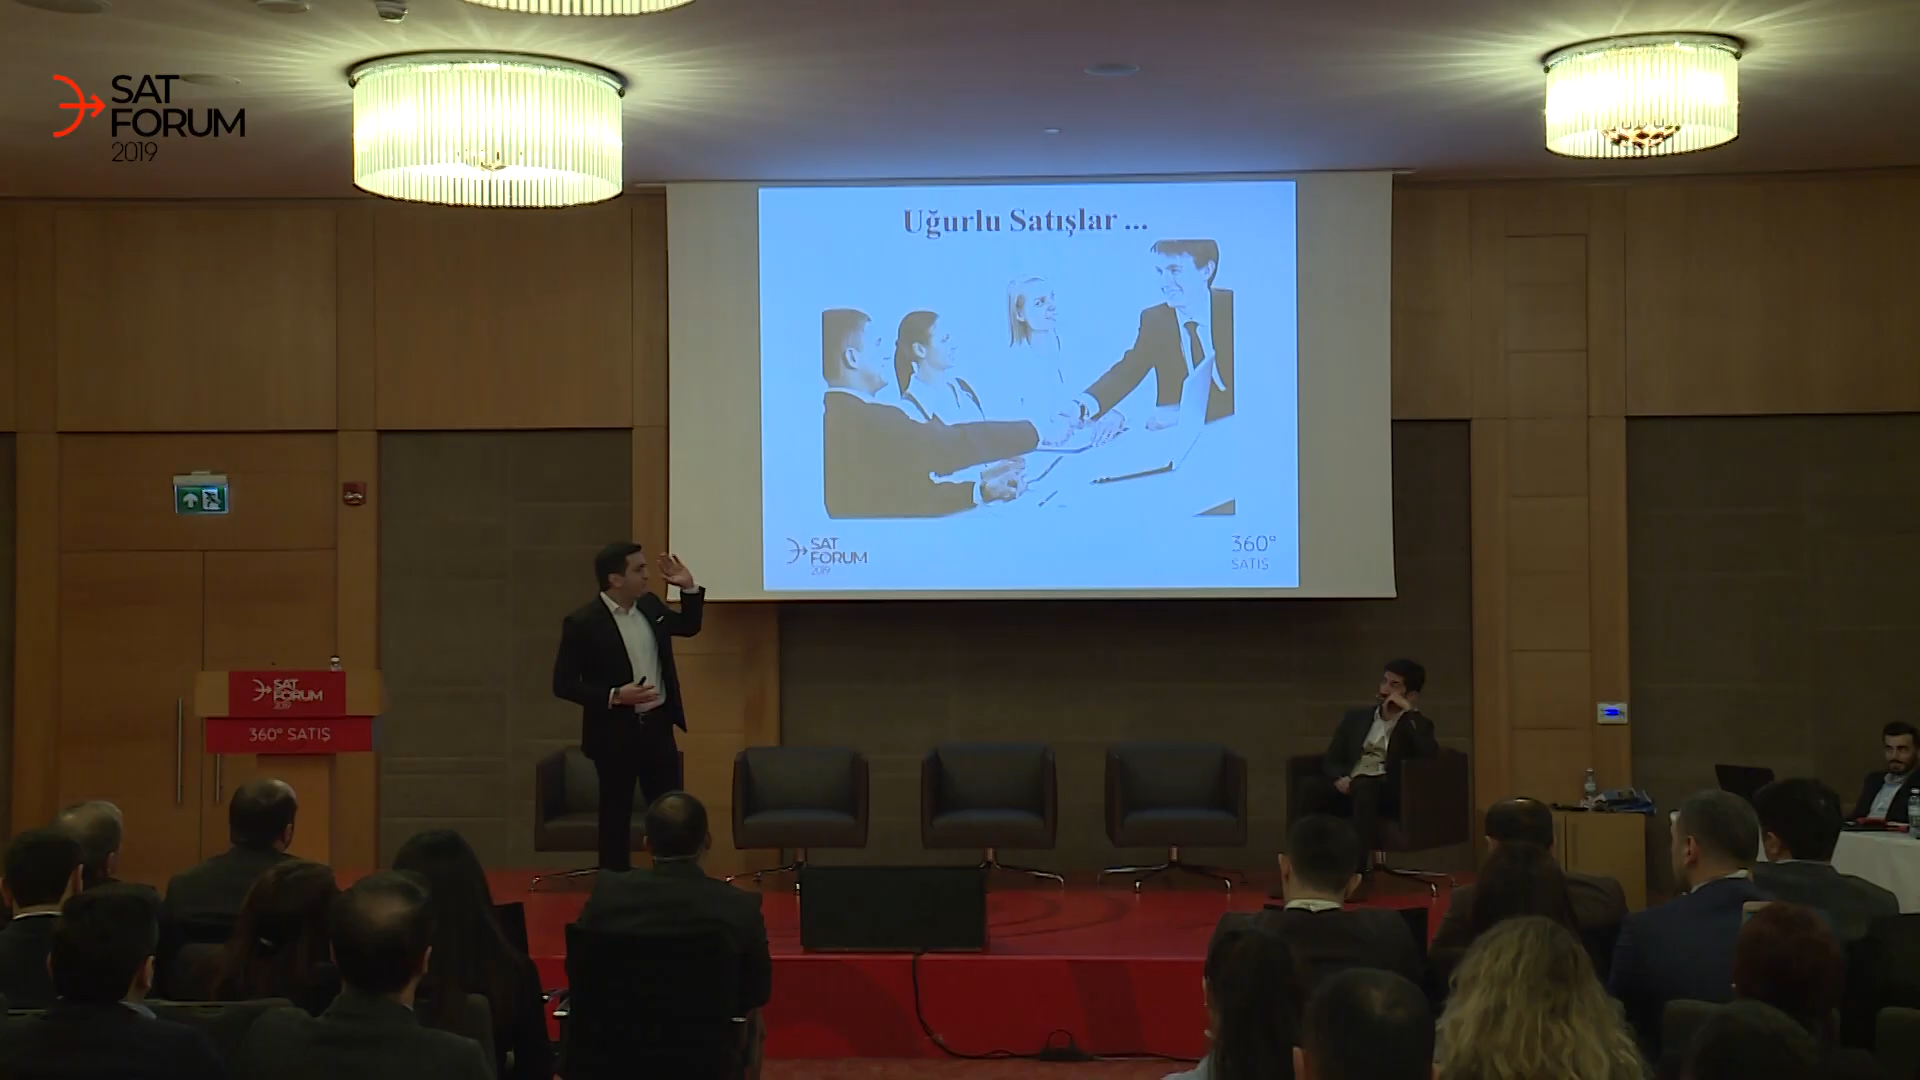 SAT
FORUM
2019
Uğurlu Satışlar ...
SAT
FORUM
2019
360°
SATIŞ
SAT
FORUM
2019
360° SATIŞ